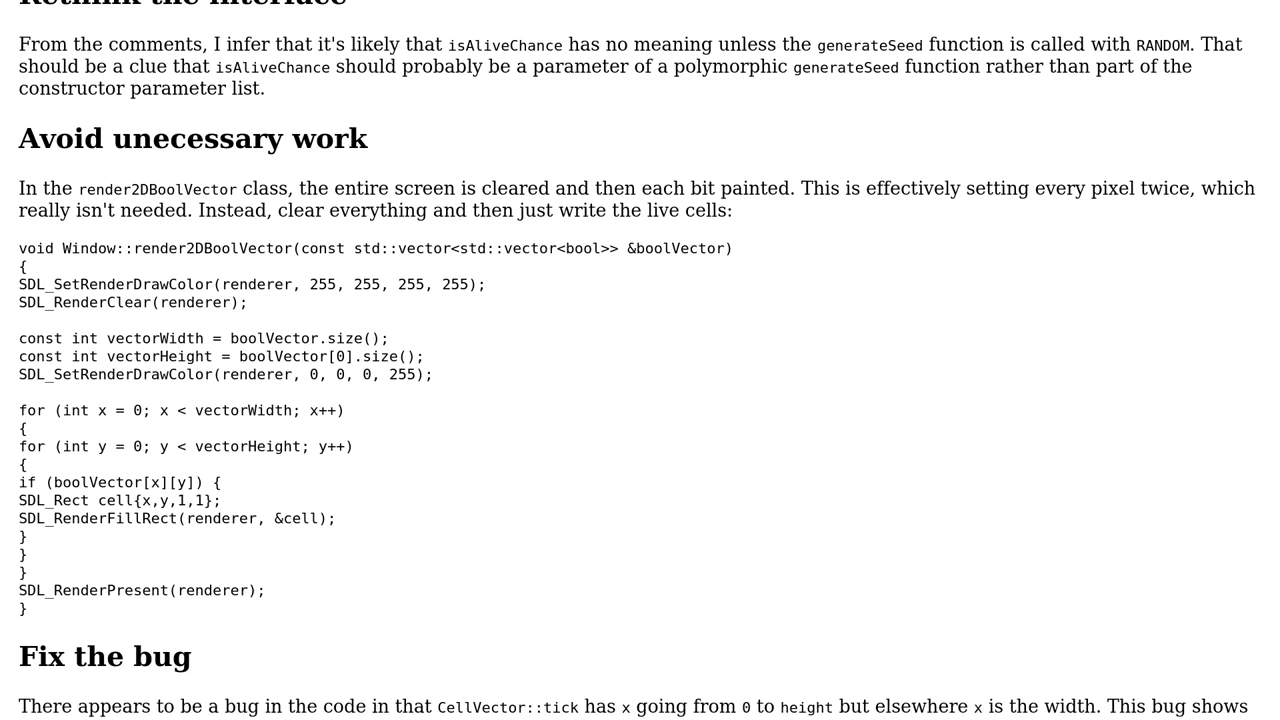 Rethink the interface
From the comments, I infer that it's likely that isAliveChance has no meaning unless the generateSeed function is called with RANDOM. That
should be a clue that isAliveChance should probably be a parameter of a polymorphic generateSeed function rather than part of the
constructor parameter list.
Avoid unecessary work
In the render2DBoolVector class, the entire screen is cleared and then each bit painted. This is effectively setting every pixel twice, which
really isn't needed. Instead, clear everything and then just write the live cells:
void Window::render2DBoolVector(const std::vector<std::vector<bool>> &boolVector)
{
SDL_SetRenderDrawColor(renderer, 255, 255, 255, 255);
SDL_RenderClear(renderer);
const int vectorWidth = boolVector.size();
const int vectorHeight = boolVector[0].size();
SDL_SetRenderDrawColor(renderer, 0, 0, 0, 255);
for (int x = 0; x < vectorWidth; x++)
{
for (int y = 0; y < vectorHeight; y++)
{
if (boolVector[x][y]) {
SDL_Rect cell{x,y,1,1};
SDL_RenderFillRect(renderer, &cell);
}
}
}
SDL_RenderPresent(renderer);
}
Fix the bug
There appears to be a bug in the code in that CellVector::tick has x going from 0 to height but elsewhere x is the width. This bug shows